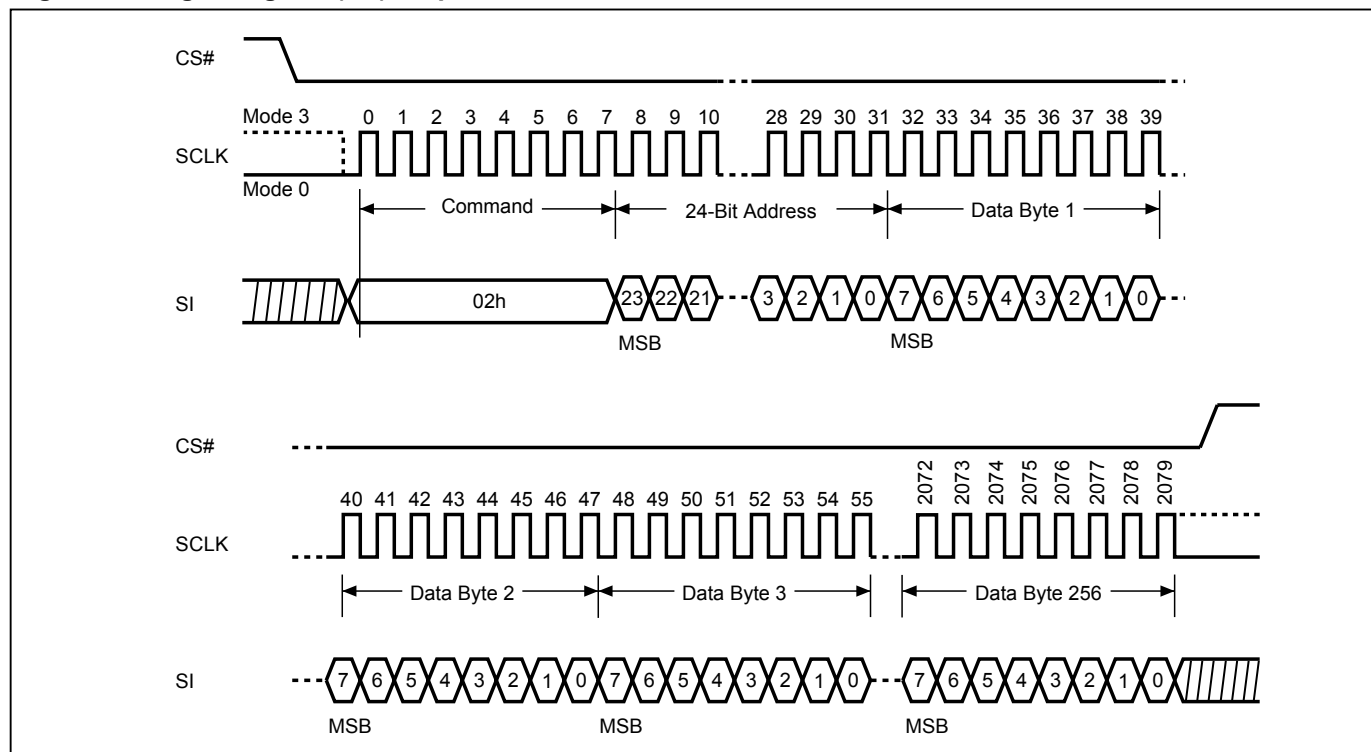 CS#
Mode 3
0 1 2 3 4 5 6 7 8 9 10 28 29 30 31 32 33 34 35 36 37 38 39
SCLK
Mode 0
Command 24-Bit Address Data Byte 1
SI 02h 23 22 21 3 2 1 0 7 6 5 4 3 2 1 0
MSB MSB
CS#
40 41 42 43 44 45 46 47 48 49 50 51 52 53 54 55 2072 2073 2074 2075 2076 2077 2078 2079
SCLK
Data Byte 2 Data Byte 3 Data Byte 256
SI 7 6 5 4 3 2 1 0 7 6 5 4 3 2 1 0 7 6 5 4 3 2 1 0
MSB MSB MSB